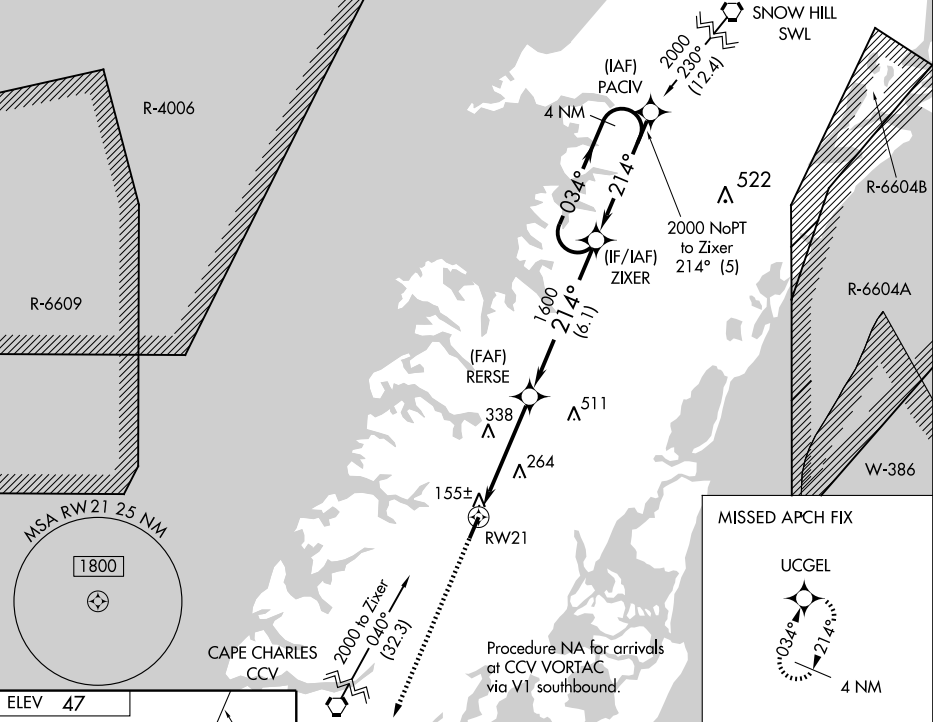 SNOW HILL
SWL
2000
230°
(12.4)
(IAF)
PACIV
4 NM
R-4006
034°
214°
522
R-6604B
2000 NoPT
to Zixer
214° (5)
(IF/IAF)
ZIXER
R-6609
R-6604A
1600
214°
(6.1)
(FAF)
RERSE
338
511
264
W-386
155±
RW21
MSA RW21 25 NM
1800
MISSED APCH FIX
UCGEL
034°
214°
4 NM
2000 to Zixer
040°
(32.3)
CAPE CHARLES
CCV
Procedure NA for arrivals
at CCV VORTAC
via V1 southbound.
ELEV 47